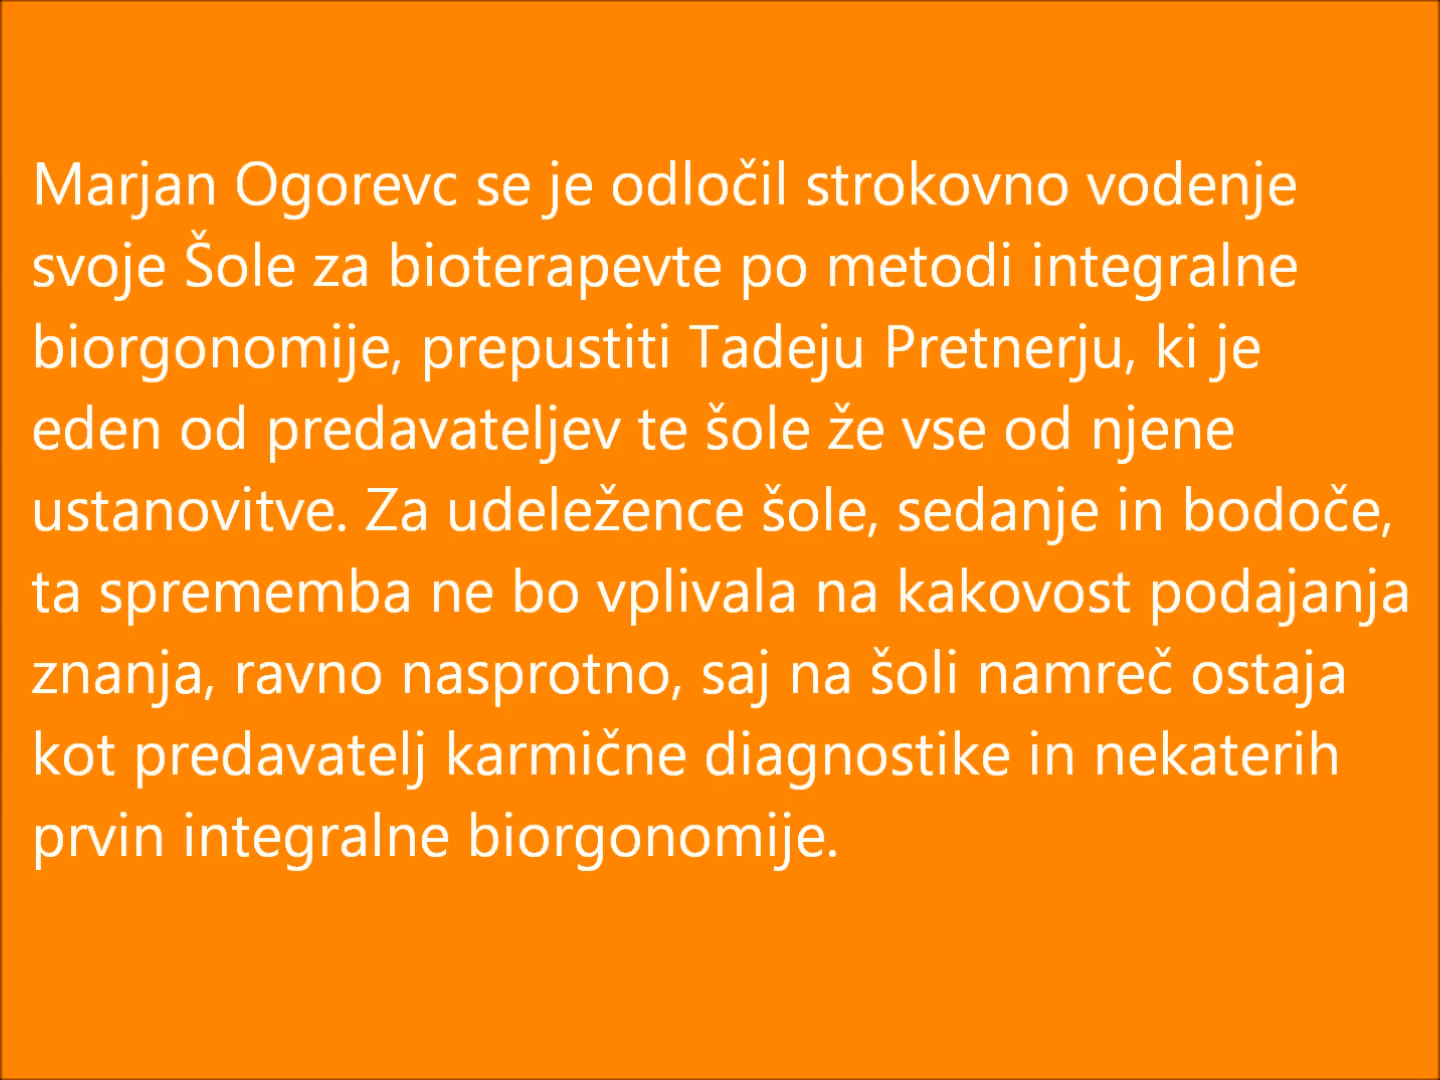 Marjan Ogorevc se je odločil strokovno vodenje
svoje Šole za bioterapevte po metodi integralne
biorgonomije, prepustiti Tadeju Pretnerju, ki je
eden od predavateljev te šole že vse od njene
ustanovitve. Za udeležence šole, sedanje in bodoče,
ta sprememba ne bo vplivala na kakovost podajanja
znanja, ravno nasprotno, saj na šoli namreč ostaja
kot predavatelj karmične diagnostike in nekaterih
prvin integralne biorgonomije.